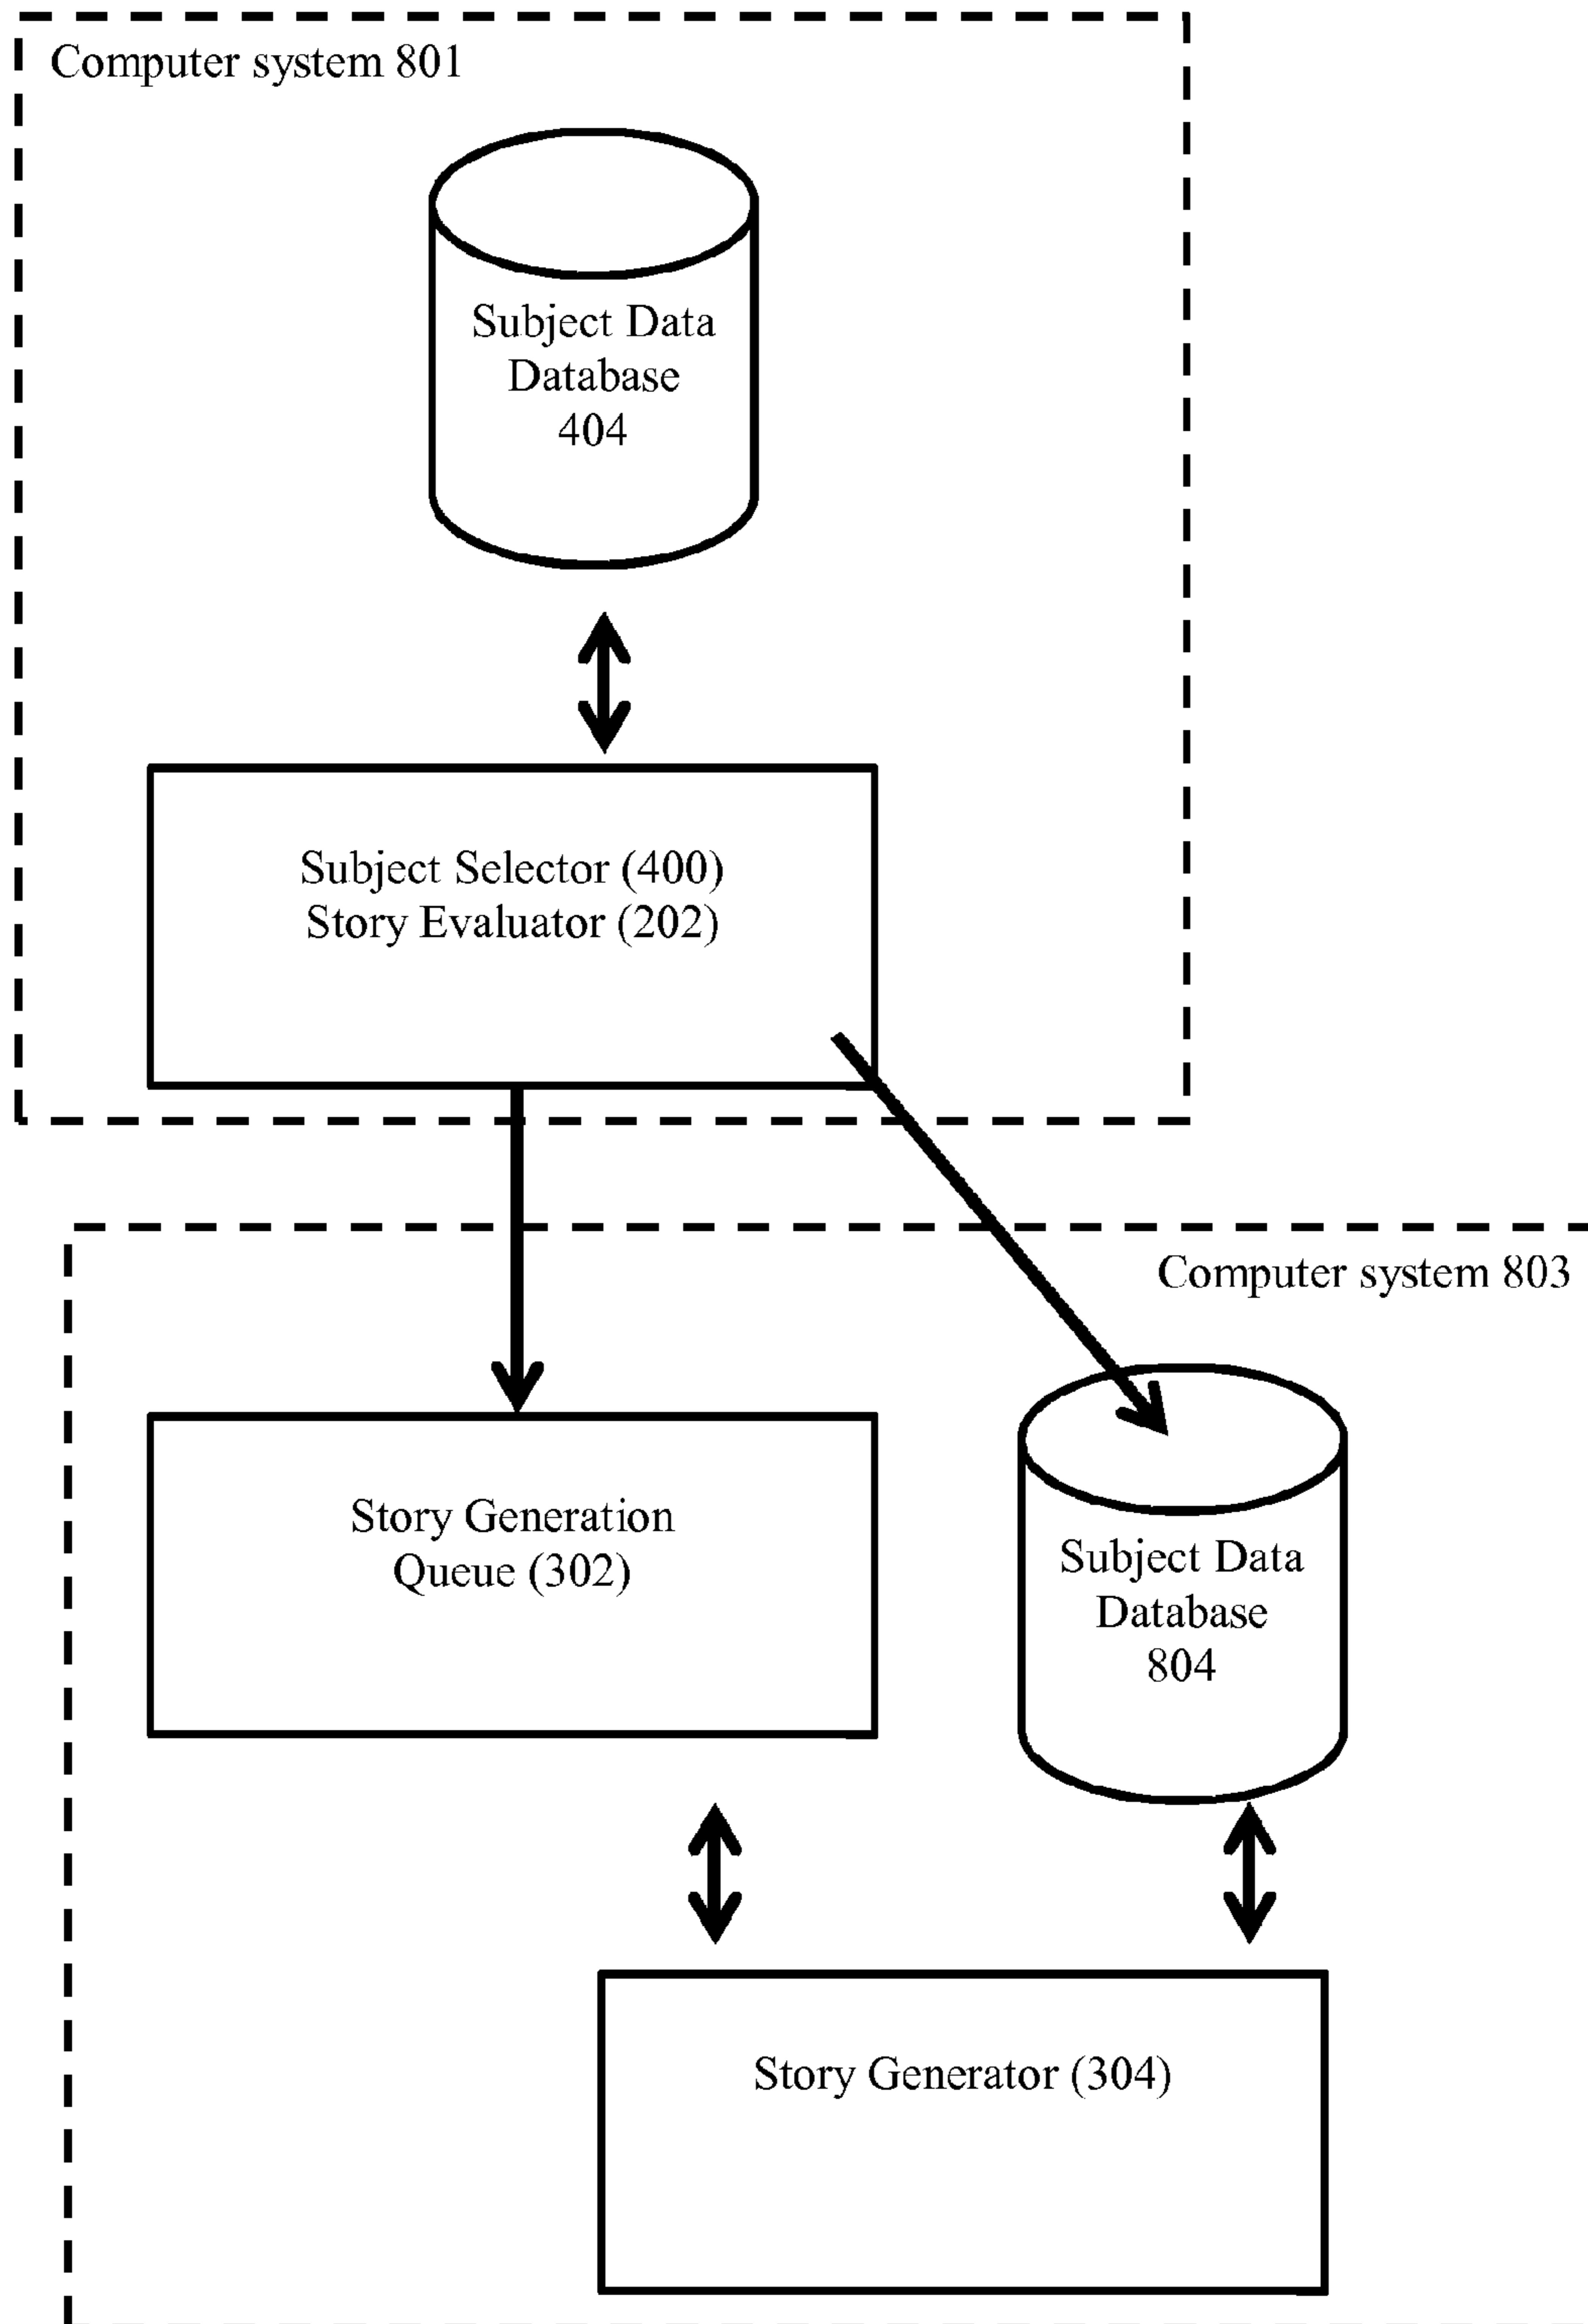 Computer system 801
Subject Data
Database
404
Subject Selector (400)
Story Evaluator (202)
Computer system 803
Story Generation
Queue (302)
Subject Data
Database
804
Story Generator (304)